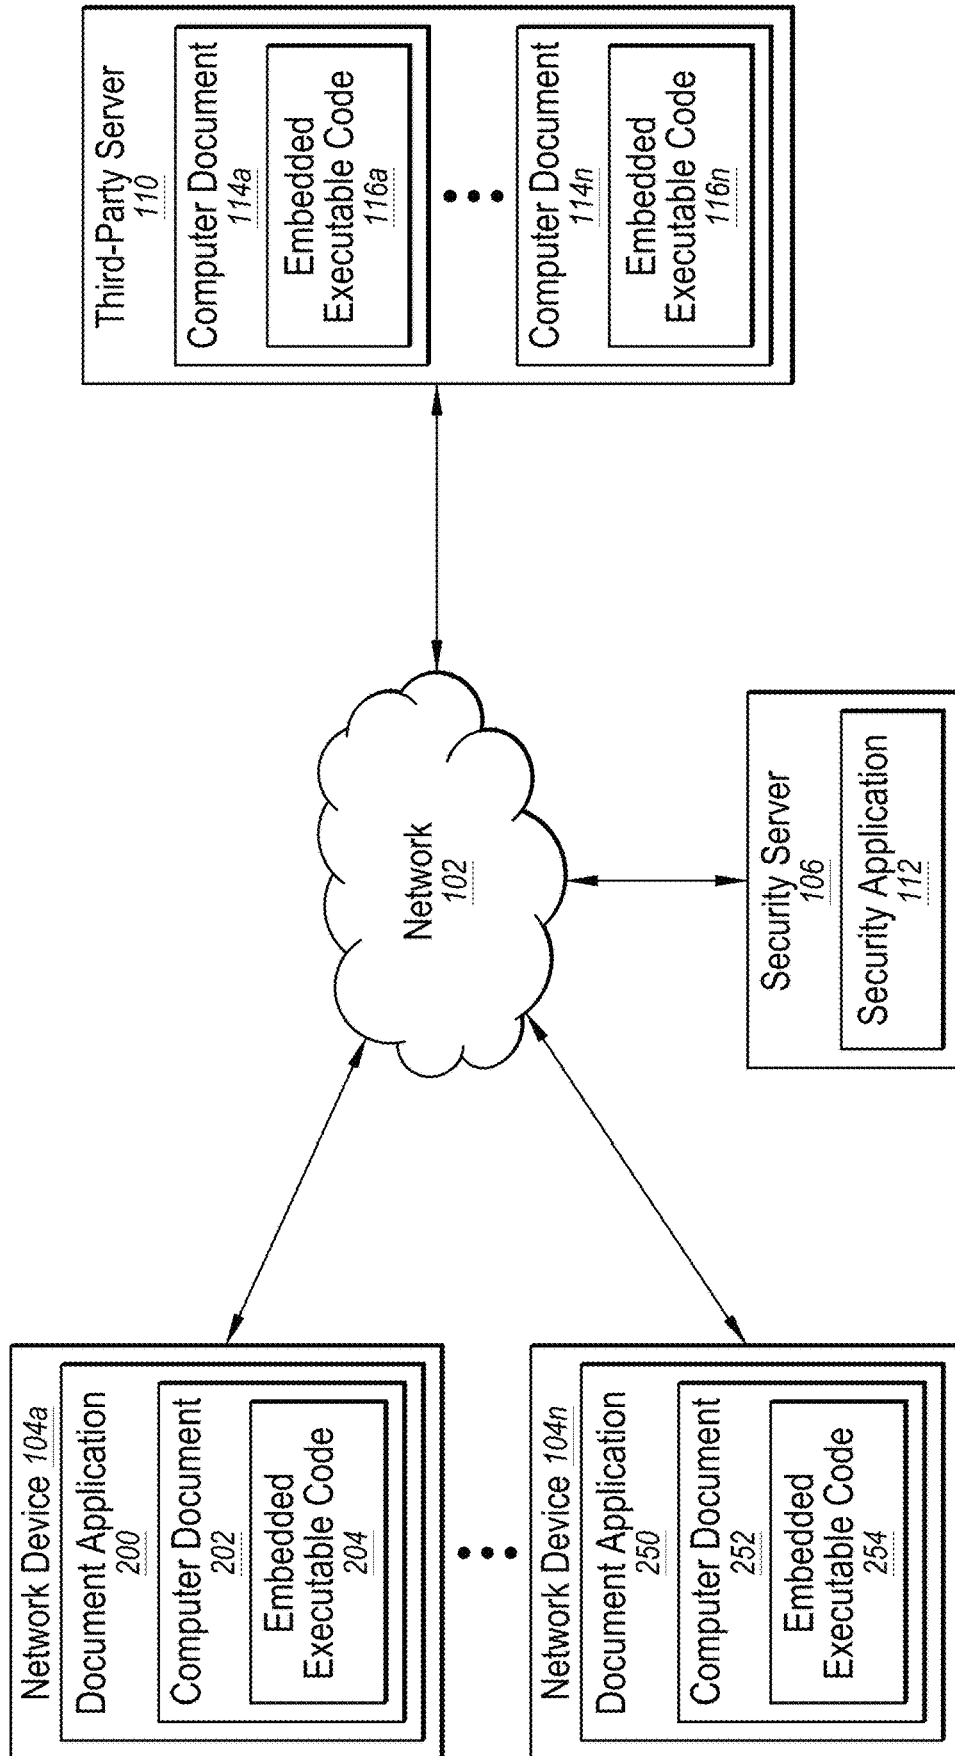 Network Device 104a
Document Application
200
Computer Document
202
Embedded
Executable Code
204
Network Device 104n
Document Application
250
Computer Document
252
Embedded
Executable Code
254
Network
102
Security Server
106
Security Application
112
Third-Party Server
110
Computer Document
114a
Embedded
Executable Code
116a
Computer Document
114n
Embedded
Executable Code
116n